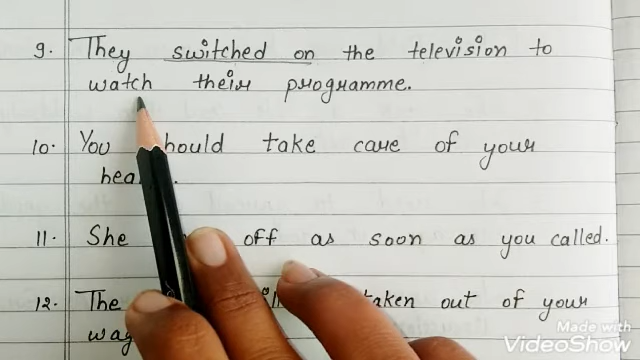 9. They switched on the television to
watch their programme.
10. You should take care of your
11. She off as soon as you called.
12. The taken out of your
Made with
VideoShow